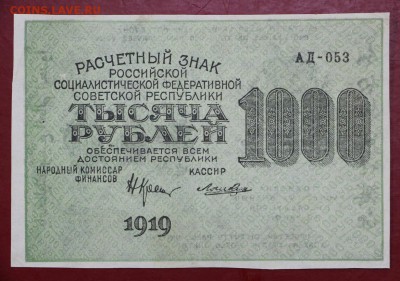 COINS.LAVE.RU
РАСЧЕТНЫЙ ЗНАК
РОССИЙСКОЙ
СОЦИАЛИСТИЧЕСКОЙ ФЕДЕРАТИВНОЙ
СОВЕТСКОЙ РЕСПУБЛИКИ
АД-053
ТЫСЯЧА
РУБЛЕЙ
1000
ОБЕСПЕЧИВАЕТСЯ ВСЕМ
ДОСТОЯНИЕМ РЕСПУБЛИКИ
НАРОДНЫЙ КОМИССАР
ФИНАНСОВ
КАССИР
1919